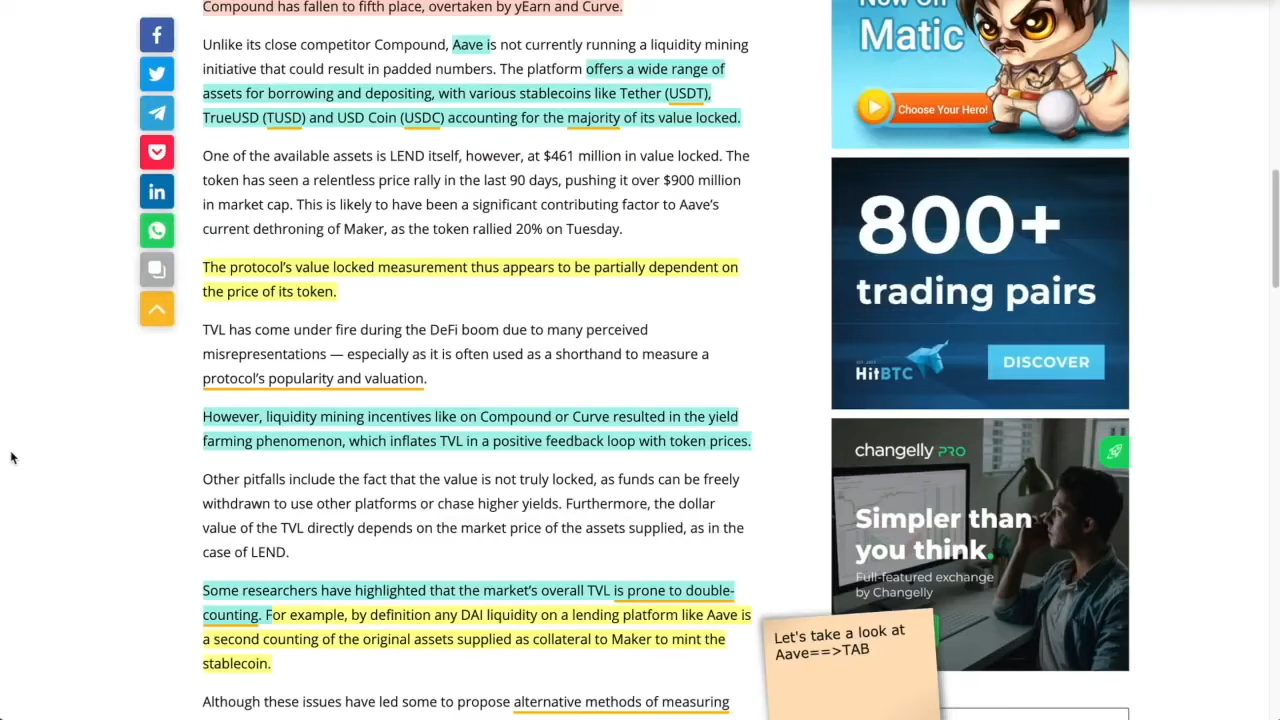 Compound has fallen to fifth place, overtaken by yEarn and Curve.
Unlike its close competitor Compound, Aave is not currently running a liquidity mining
initiative that could result in padded numbers. The platform offers a wide range of
assets for borrowing and depositing, with various stablecoins like Tether (USDT),
TrueUSD (TUSD) and USD Coin (USDC) accounting for the majority of its value locked.
One of the available assets is LEND itself, however, at $461 million in value locked. The
token has seen a relentless price rally in the last 90 days, pushing it over $900 million
in market cap. This is likely to have been a significant contributing factor to Aave's
current dethroning of Maker, as the token rallied 20% on Tuesday.
The protocol's value locked measurement thus appears to be partially dependent on
the price of its token.
TVL has come under fire during the DeFi boom due to many perceived
misrepresentations — especially as it is often used as a shorthand to measure a
protocol's popularity and valuation.
However, liquidity mining incentives like on Compound or Curve resulted in the yield
farming phenomenon, which inflates TVL in a positive feedback loop with token prices.
Other pitfalls include the fact that the value is not truly locked, as funds can be freely
withdrawn to use other platforms or chase higher yields. Furthermore, the dollar
value of the TVL directly depends on the market price of the assets supplied, as in the
case of LEND.
Some researchers have highlighted that the market's overall TVL is prone to double-
counting. For example, by definition any DAI liquidity on a lending platform like Aave is
a second counting of the original assets supplied as collateral to Maker to mint the
stablecoin.
Although these issues have led some to propose alternative methods of measuring
Now On
Matic
Choose Your Hero!
800+
trading pairs
HitBTC
DISCOVER
changelly PRO
Simpler than
you think.
Full-featured exchange
by Changelly
Let's take a look at
Aave==>TAB